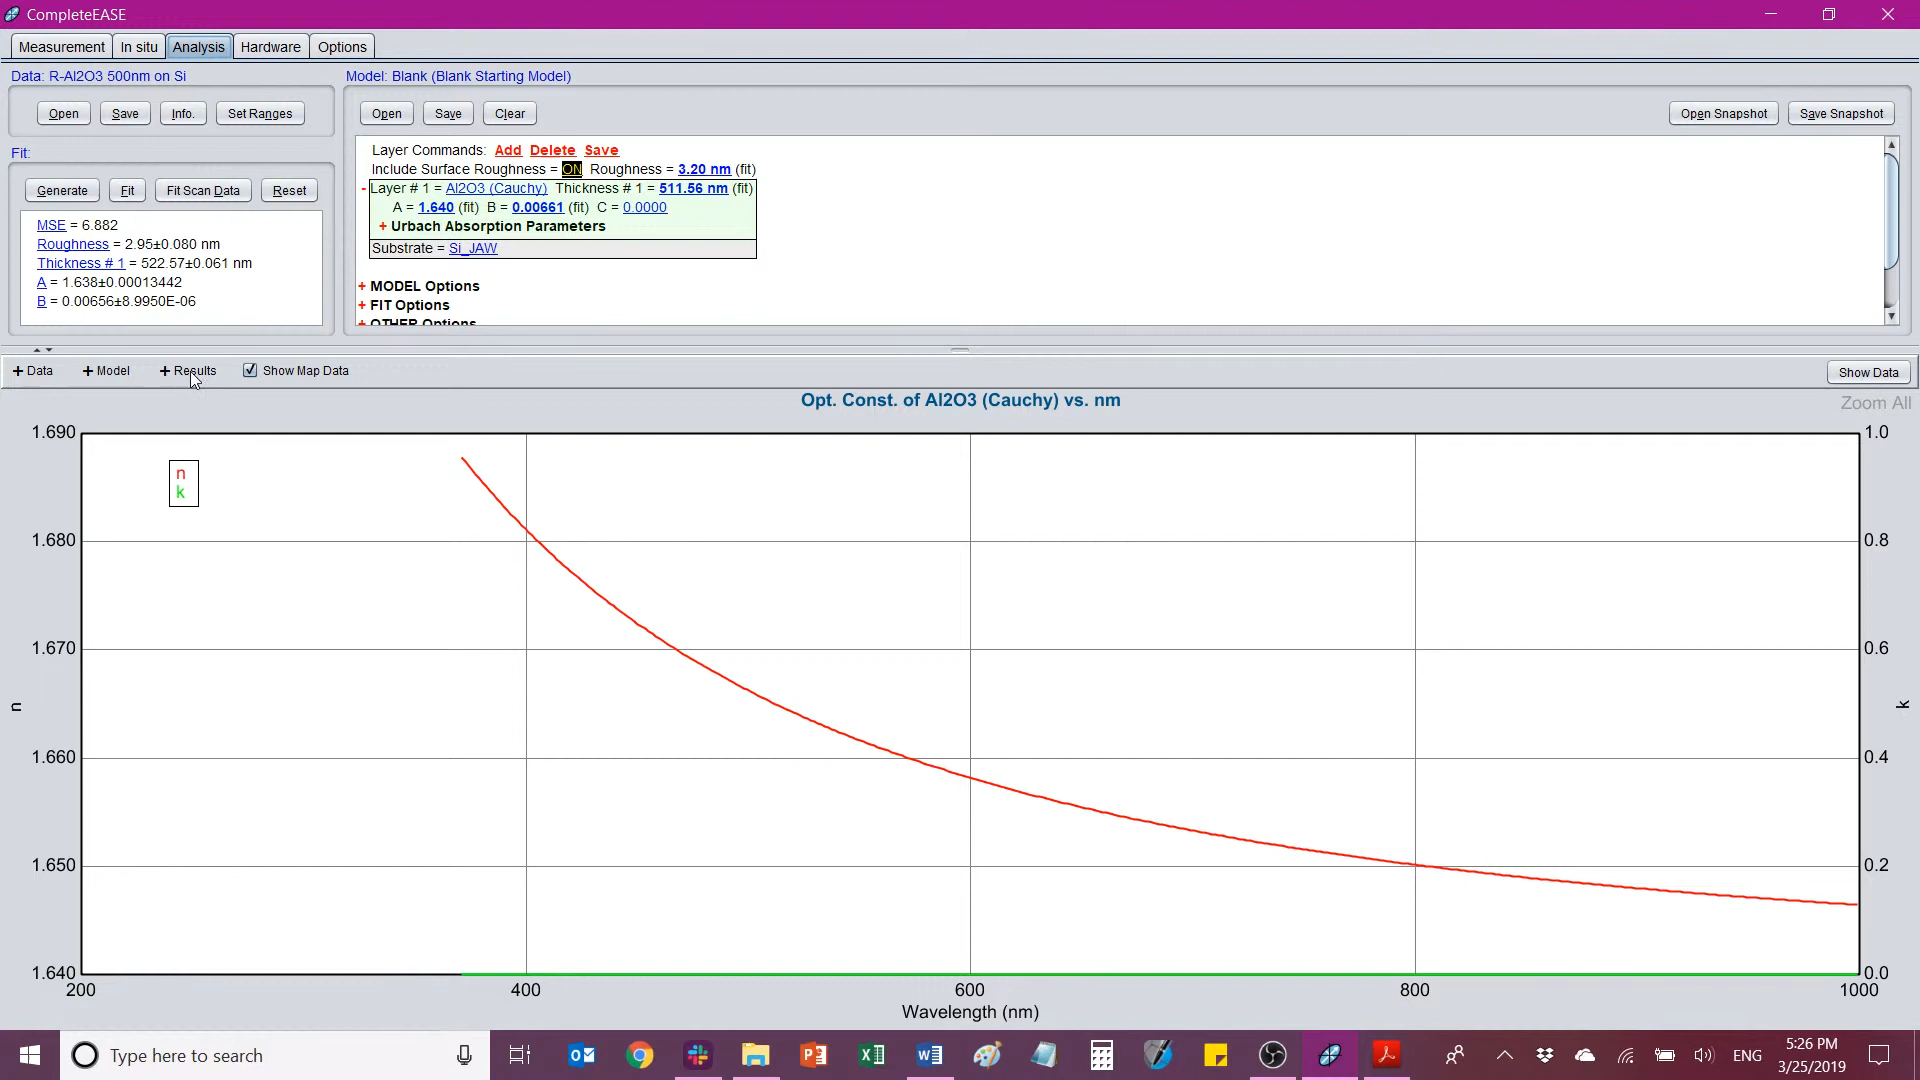 CompleteEASE
Measurement In situ Analysis Hardware Options
Data: R-Al2O3 500nm on Si
Open Save Info. Set Ranges
Fit:
Generate Fit Fit Scan Data Reset
MSE = 6.882
Roughness = 2.95±0.080 nm
Thickness # 1 = 522.57±0.061 nm
A = 1.638±0.00013442
B = 0.00656±8.9950E-06
Model: Blank (Blank Starting Model)
Open Save Clear Open Snapshot Save Snapshot
Layer Commands: Add Delete Save
Include Surface Roughness = ON Roughness = 3.20 nm (fit)
- Layer # 1 = Al2O3 (Cauchy) Thickness # 1 = 511.56 nm (fit)
A = 1.640 (fit) B = 0.00661 (fit) C = 0.0000
+ Urbach Absorption Parameters
Substrate = Si_JAW
+ MODEL Options
+ FIT Options
+ OTHER Options
+ Data + Model + Results Show Map Data Show Data
Opt. Const. of Al2O3 (Cauchy) vs. nm
Zoom All
n
k
1.690
1.680
1.670
1.660
1.650
1.640
n
1.0
0.8
0.6
0.4
0.2
0.0
k
200 400 600 800 1000
Wavelength (nm)
Type here to search
ENG
5:26 PM
3/25/2019